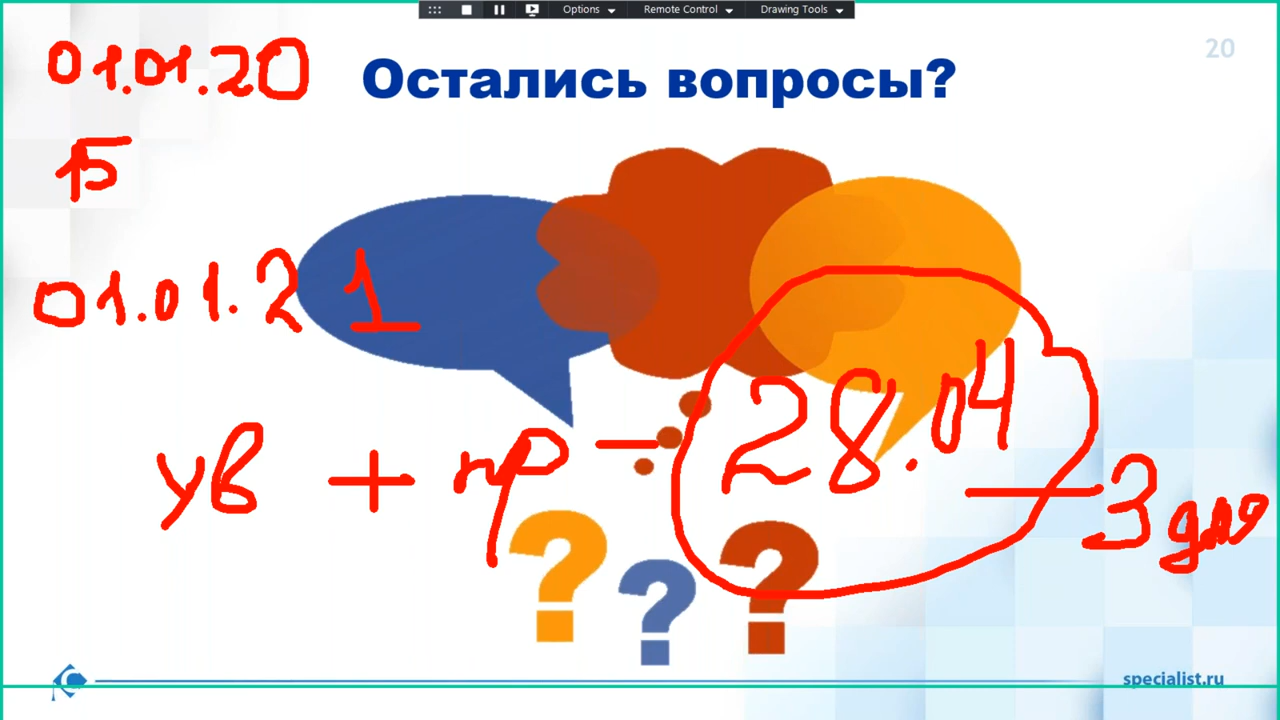 Options Remote Control Drawing Tools
20
Остались вопросы?
01.01.20
15
01.01.21
ув + пр — 28.04
— 3 дня
specialist.ru